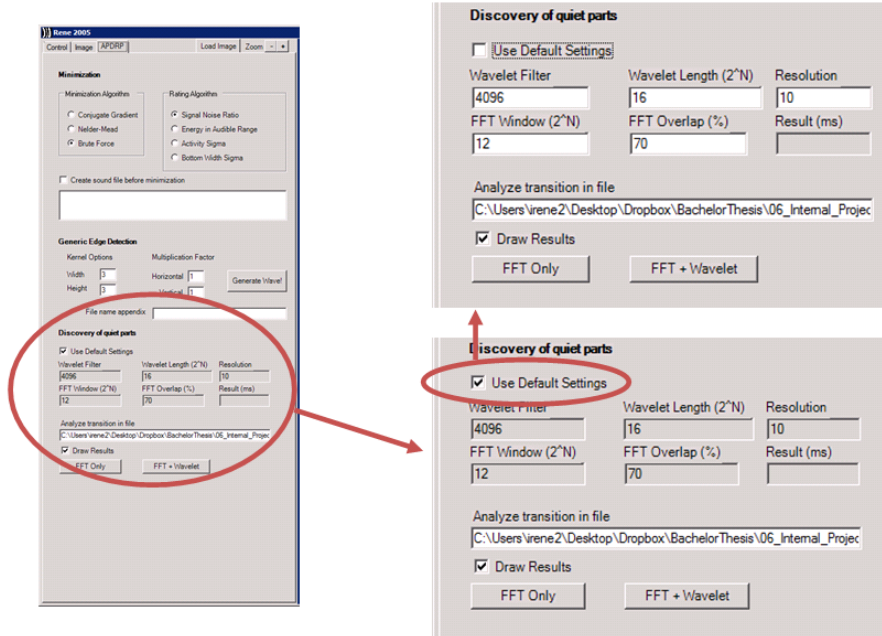 Rene 2005
Control Image APDRP Load Image Zoom - +
Minimization
Minimization Algorithm Rating Algorithm
Conjugate Gradient Signal Noise Ratio
Nelder-Mead Energy in Audible Range
Brute Force Activity Sigma
Bottom Width Sigma
Create sound file before minimization
Generic Edge Detection
Kernel Options Multiplication Factor
Width 3 Horizontal 1 Generate Wave!
Height 3 Vertical 1
File name appendix
Discovery of quiet parts
Use Default Settings
Wavelet Filter Wavelet Length (2^N) Resolution
4096 16 10
FFT Window (2^N) FFT Overlap (%) Result (ms)
12 70
Analyze transition in file
C:\Users\irene2\Desktop\Dropbox\BachelorThesis\06_Internal_Projec
Draw Results
FFT Only FFT + Wavelet
Discovery of quiet parts
Use Default Settings
Wavelet Filter Wavelet Length (2^N) Resolution
4096 16 10
FFT Window (2^N) FFT Overlap (%) Result (ms)
12 70
Analyze transition in file
C:\Users\irene2\Desktop\Dropbox\BachelorThesis\06_Internal_Projec
Draw Results
FFT Only FFT + Wavelet
Discovery of quiet parts
Use Default Settings
Wavelet Filter Wavelet Length (2^N) Resolution
4096 16 10
FFT Window (2^N) FFT Overlap (%) Result (ms)
12 70
Analyze transition in file
C:\Users\irene2\Desktop\Dropbox\BachelorThesis\06_Internal_Projec
Draw Results
FFT Only FFT + Wavelet